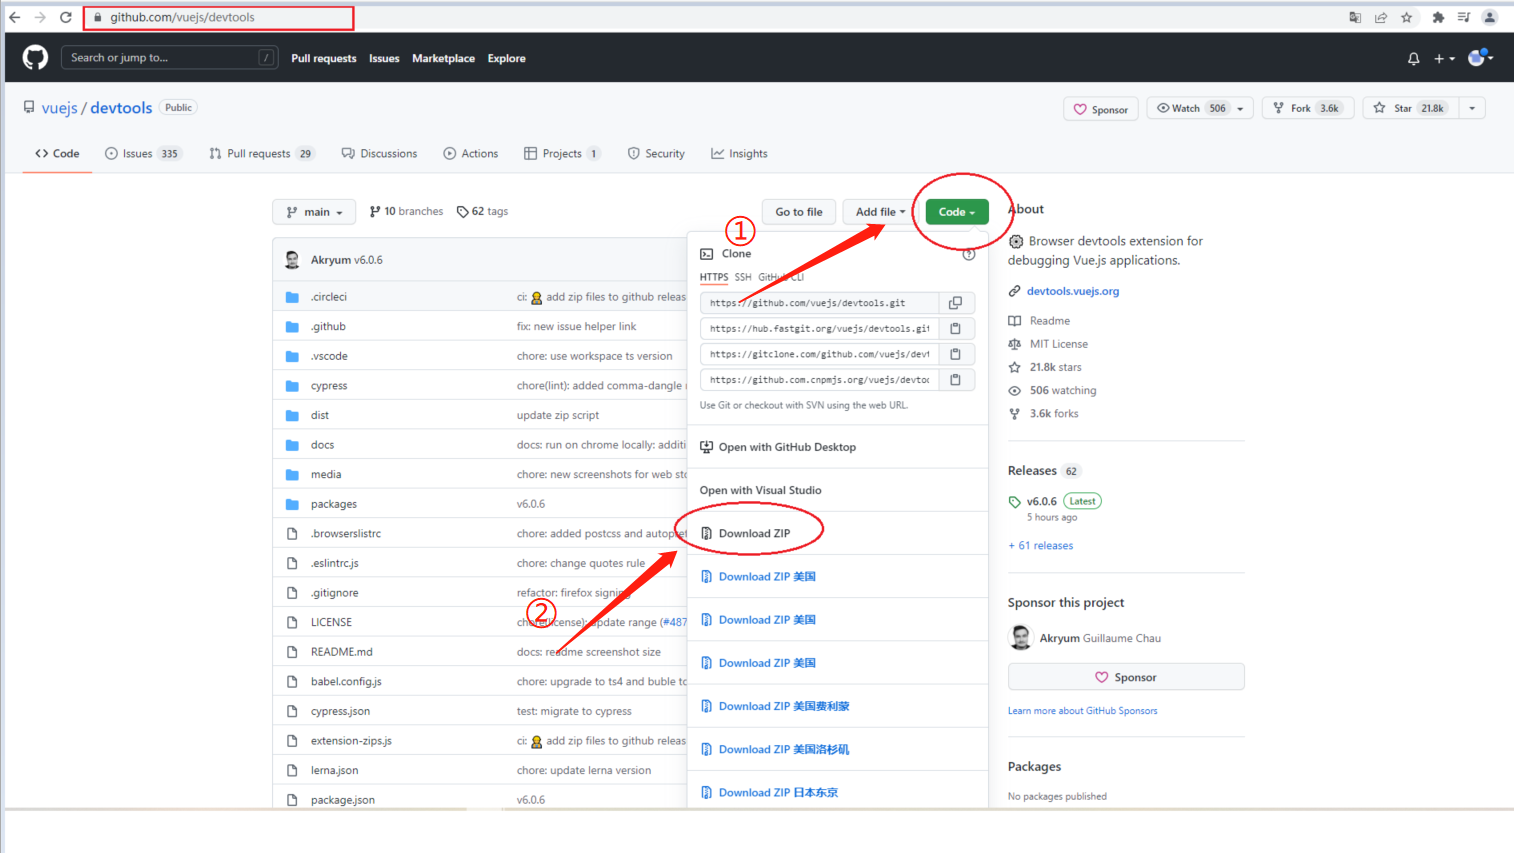 github.com/vuejs/devtools
Search or jump to... /
Pull requests Issues Marketplace Explore
vuejs / devtools Public
Sponsor Watch 506 Fork 3.6k Star 21.8k
Code Issues 335 Pull requests 29 Discussions Actions Projects 1 Security Insights
main 10 branches 62 tags Go to file Add file Code
①
②
Akryum v6.0.6
.circleci ci: 🧑‍💻 add zip files to github releas
.github fix: new issue helper link
.vscode chore: use workspace ts version
cypress chore(lint): added comma-dangle
dist update zip script
docs docs: run on chrome locally: additi
media chore: new screenshots for web sto
packages v6.0.6
.browserslistrc chore: added postcss and autopref
.eslintrc.js chore: change quotes rule
.gitignore refactor: firefox signing
LICENSE chore(license): update range (#487
README.md docs: readme screenshot size
babel.config.js chore: upgrade to ts4 and buble to
cypress.json test: migrate to cypress
extension-zips.js ci: 🧑‍💻 add zip files to github releas
lerna.json chore: update lerna version
package.json v6.0.6
Clone
HTTPS SSH GitHub CLI
https://github.com/vuejs/devtools.git
https://hub.fastgit.org/vuejs/devtools.git
https://gitclone.com/github.com/vuejs/devt
https://github.com.cnpmjs.org/vuejs/devtoo
Use Git or checkout with SVN using the web URL.
Open with GitHub Desktop
Open with Visual Studio
Download ZIP
Download ZIP 美国
Download ZIP 美国
Download ZIP 美国
Download ZIP 美国费利蒙
Download ZIP 美国洛杉矶
Download ZIP 日本东京
About
Browser devtools extension for
debugging Vue.js applications.
devtools.vuejs.org
Readme
MIT License
21.8k stars
506 watching
3.6k forks
Releases 62
v6.0.6 Latest
5 hours ago
+ 61 releases
Sponsor this project
Akryum Guillaume Chau
Sponsor
Learn more about GitHub Sponsors
Packages
No packages published